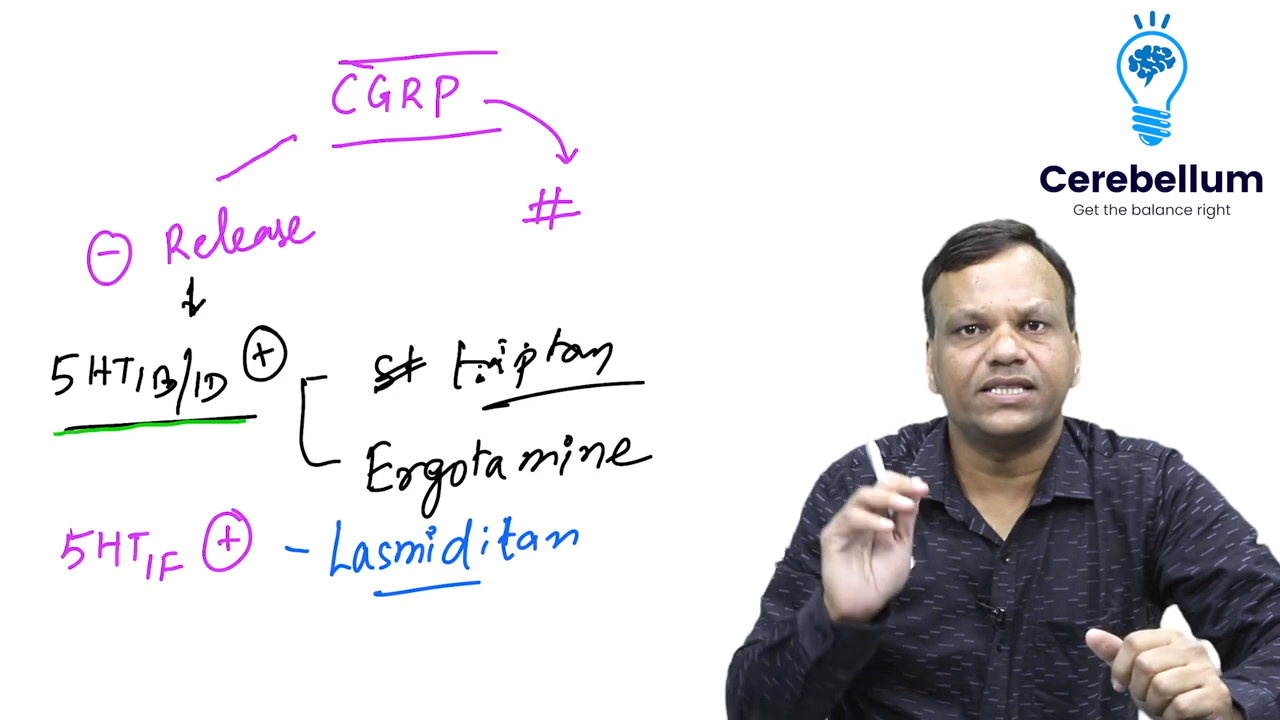 CGRP
Cerebellum
Get the balance right
#
⊖ Release
↓
5HT1B/1D ⊕
triptan
Ergotamine
5HT1F ⊕ - Lasmiditan